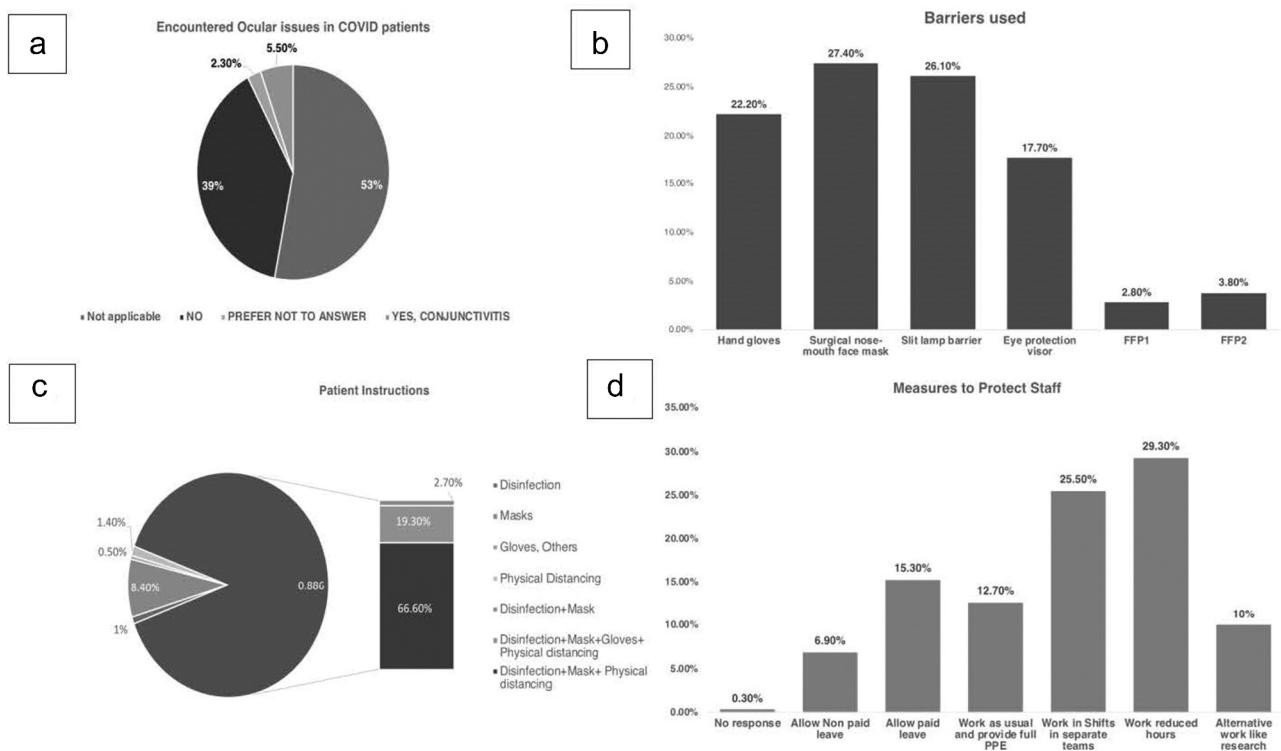 a
Encountered Ocular issues in COVID patients
5.50%
2.30%
39%
53%
Not applicable NO PREFER NOT TO ANSWER YES, CONJUNCTIVITIS
b
Barriers used
30.00%
25.00%
20.00%
15.00%
10.00%
5.00%
0.00%
22.20%
27.40%
26.10%
17.70%
2.80%
3.80%
Hand gloves
Surgical nose-
mouth face mask
Slit lamp barrier
Eye protection
visor
FFP1
FFP2
c
Patient Instructions
1.40%
0.50%
8.40%
1%
0.886
2.70%
19.30%
66.60%
Disinfection
Masks
Gloves, Others
Physical Distancing
Disinfection+Mask
Disinfection+Mask+Gloves+
Physical distancing
Disinfection+Mask+ Physical
distancing
d
Measures to Protect Staff
35.00%
30.00%
25.00%
20.00%
15.00%
10.00%
5.00%
0.00%
0.30%
6.90%
15.30%
12.70%
25.50%
29.30%
10%
No response
Allow Non paid
leave
Allow paid
leave
Work as usual
and provide full
PPE
Work in Shifts
in separate
teams
Work reduced
hours
Alternative
work like
research